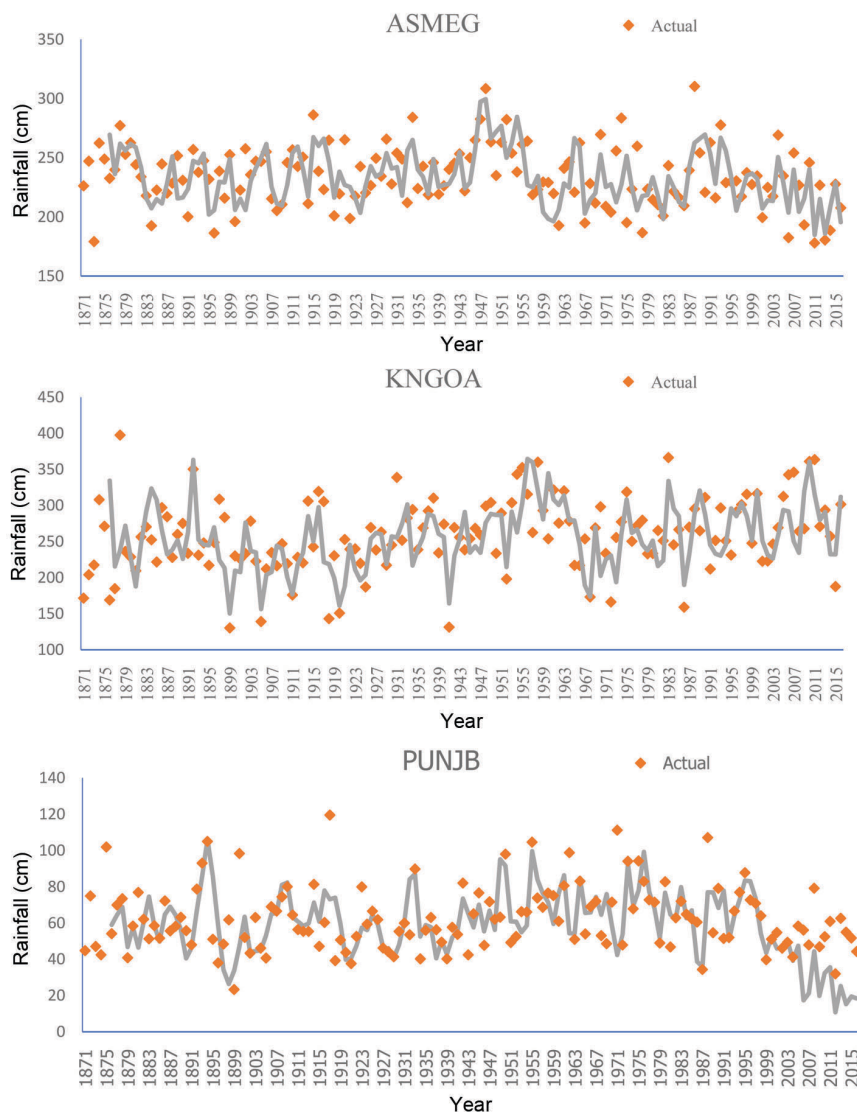 ASMEG
Actual
350
300
250
200
150
Rainfall (cm)
1871 1875 1879 1883 1887 1891 1895 1899 1903 1907 1911 1915 1919 1923 1927 1931 1935 1939 1943 1947 1951 1955 1959 1963 1967 1971 1975 1979 1983 1987 1991 1995 1999 2003 2007 2011 2015
Year
KNGOA
Actual
450
400
350
300
250
200
150
100
Rainfall (cm)
1871 1875 1879 1883 1887 1891 1895 1899 1903 1907 1911 1915 1919 1923 1927 1931 1935 1939 1943 1947 1951 1955 1959 1963 1967 1971 1975 1979 1983 1987 1991 1995 1999 2003 2007 2011 2015
Year
PUNJB
Actual
140
120
100
80
60
40
20
0
Rainfall (cm)
1871 1875 1879 1883 1887 1891 1895 1899 1903 1907 1911 1915 1919 1923 1927 1931 1935 1939 1943 1947 1951 1955 1959 1963 1967 1971 1975 1979 1983 1987 1991 1995 1999 2003 2007 2011 2015
Year